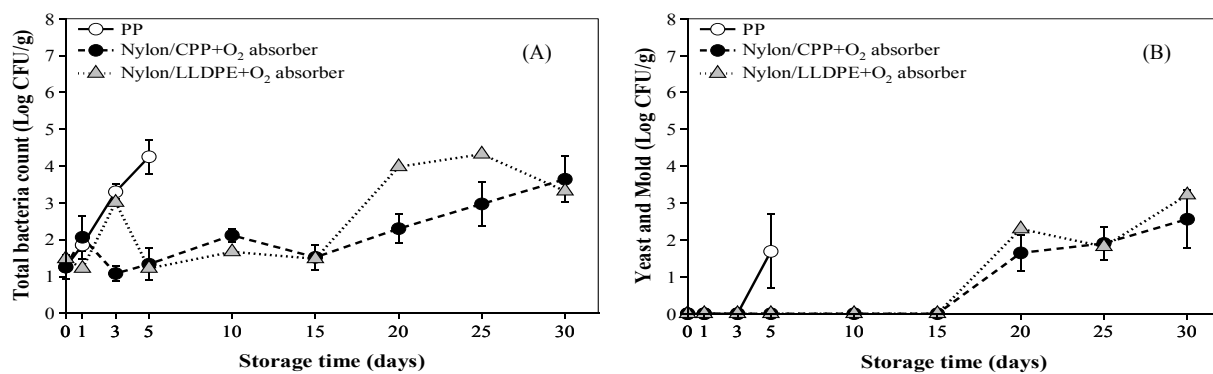 PP
Nylon/CPP+O₂ absorber
Nylon/LLDPE+O₂ absorber
(A)
Total bacteria count (Log CFU/g)
8
7
6
5
4
3
2
1
0
0 1 3 5 10 15 20 25 30
Storage time (days)
PP
Nylon/CPP+O₂ absorber
Nylon/LLDPE+O₂ absorber
(B)
Yeast and Mold (Log CFU/g)
8
7
6
5
4
3
2
1
0
0 1 3 5 10 15 20 25 30
Storage time (days)